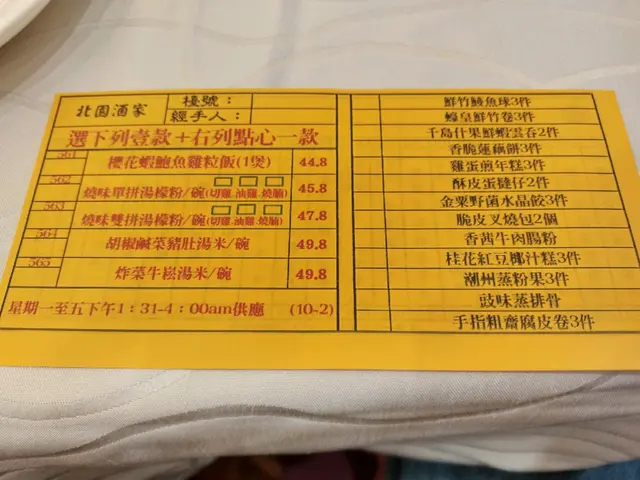 北園酒家
檯號：
經手人：
選下列壹款+右列點心一款
561
櫻花蝦鮑魚雞粒飯(1煲) 44.8
562
燒味單拼湯檬粉/碗(切雞.油雞.燒腩) 45.8
563
燒味雙拼湯檬粉/碗(切雞.油雞.燒腩) 47.8
564
胡椒鹹菜豬肚湯米/碗 49.8
565
炸菜牛崧湯米/碗 49.8
星期一至五下午1：31-4：00am供應 (10-2)
鮮竹鯪魚球3件
蠔皇鮮竹卷3件
千島什果鮮蝦雲吞2件
香脆蓮藕餅3件
雞蛋煎年糕3件
酥皮蛋撻仔2件
金粟野菌水晶餃3件
脆皮叉燒包2個
香茜牛肉腸粉
桂花紅豆椰汁糕3件
潮州蒸粉果3件
豉味蒸排骨
手指粗齋腐皮卷3件